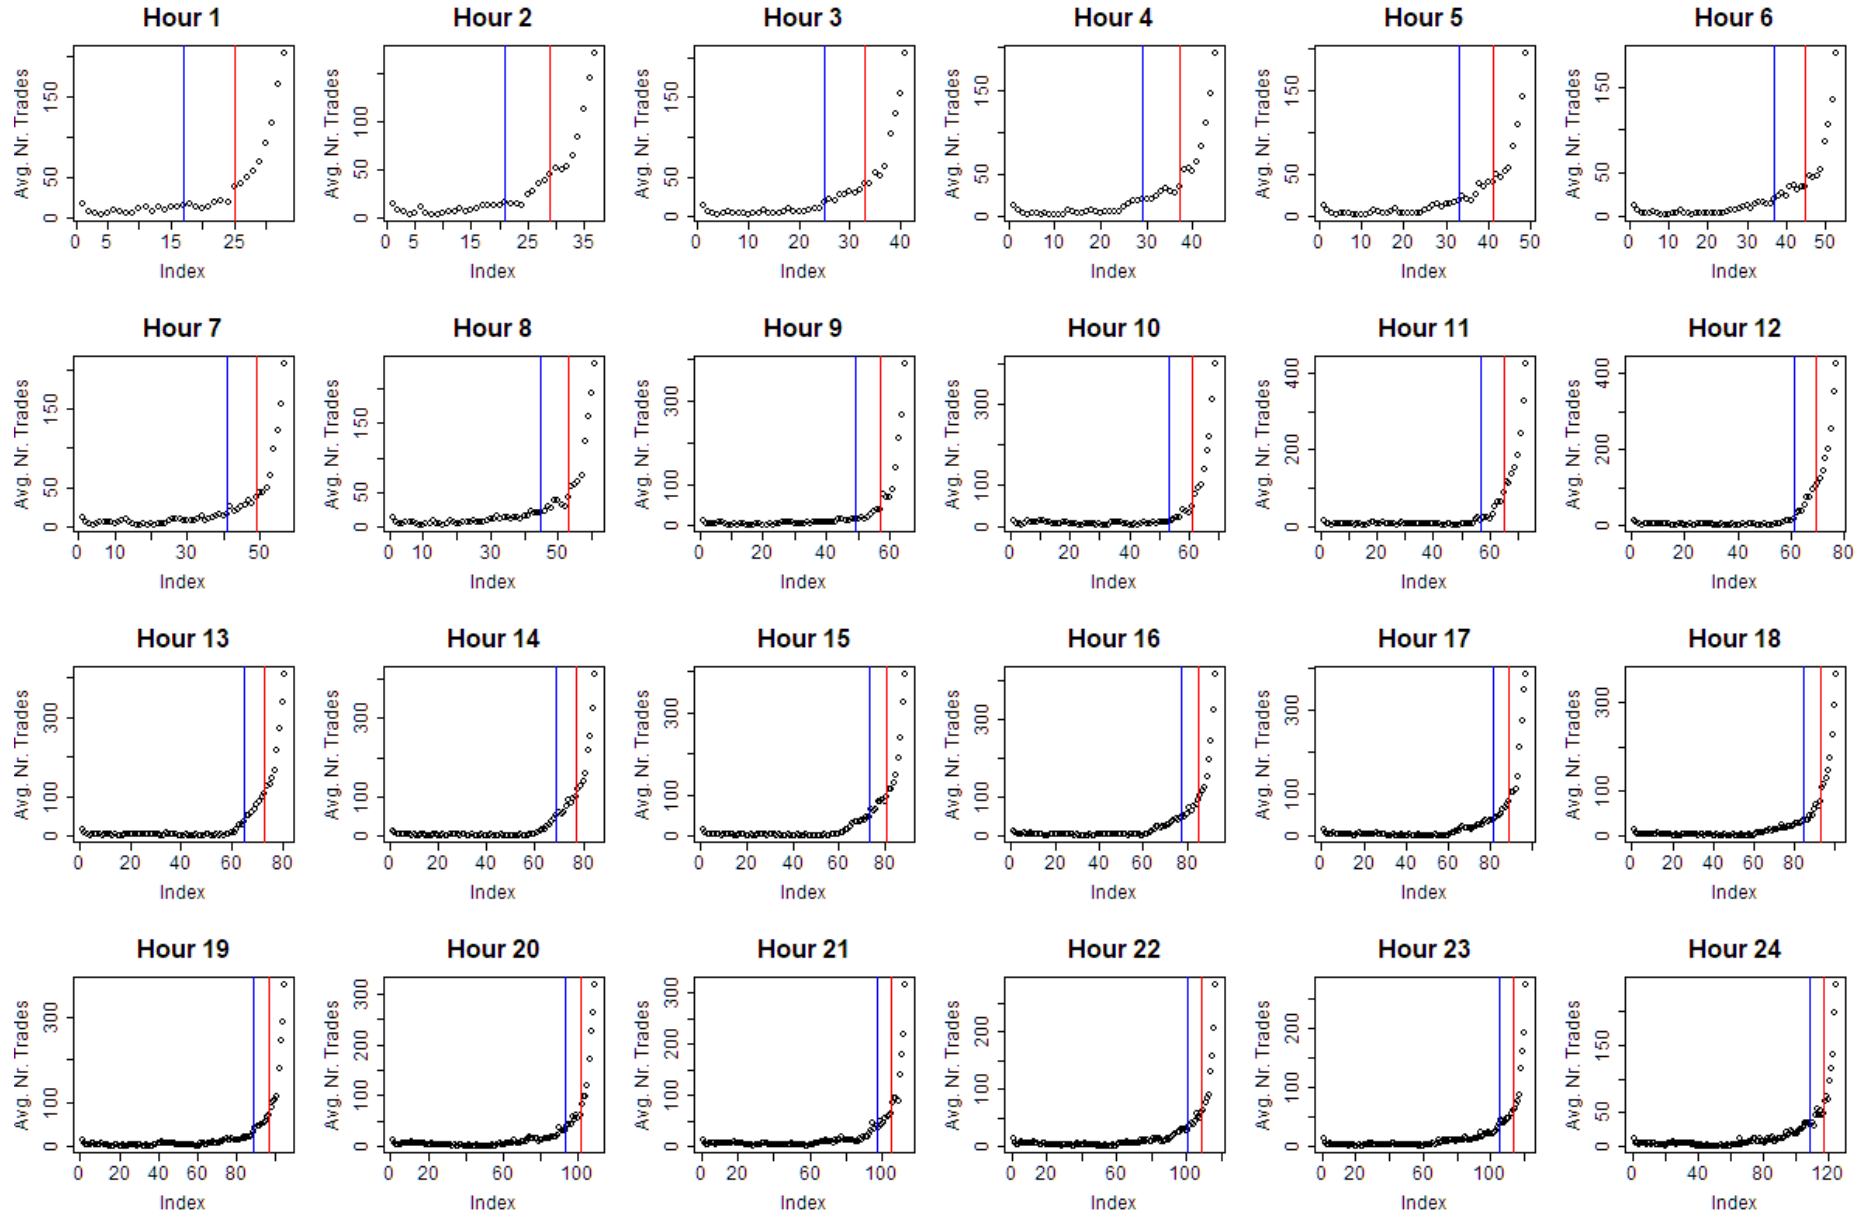 Hour 1 Hour 2 Hour 3 Hour 4 Hour 5 Hour 6
Avg. Nr. Trades Avg. Nr. Trades Avg. Nr. Trades Avg. Nr. Trades Avg. Nr. Trades Avg. Nr. Trades
0 50 150 0 50 100 0 50 150 0 50 150 0 50 150 0 50 150
0 5 15 25 0 5 15 25 35 0 10 20 30 40 0 10 20 30 40 0 10 20 30 40 50 0 10 20 30 40 50
Index Index Index Index Index Index
Hour 7 Hour 8 Hour 9 Hour 10 Hour 11 Hour 12
Avg. Nr. Trades Avg. Nr. Trades Avg. Nr. Trades Avg. Nr. Trades Avg. Nr. Trades Avg. Nr. Trades
0 50 150 0 50 150 0 100 300 0 100 300 0 200 400 0 200 400
0 10 30 50 0 10 30 50 0 20 40 60 0 20 40 60 0 20 40 60 0 20 40 60 80
Index Index Index Index Index Index
Hour 13 Hour 14 Hour 15 Hour 16 Hour 17 Hour 18
Avg. Nr. Trades Avg. Nr. Trades Avg. Nr. Trades Avg. Nr. Trades Avg. Nr. Trades Avg. Nr. Trades
0 100 300 0 100 300 0 100 300 0 100 300 0 100 300 0 100 300
0 20 40 60 80 0 20 40 60 80 0 20 40 60 80 0 20 40 60 80 0 20 40 60 80 0 20 40 60 80
Index Index Index Index Index Index
Hour 19 Hour 20 Hour 21 Hour 22 Hour 23 Hour 24
Avg. Nr. Trades Avg. Nr. Trades Avg. Nr. Trades Avg. Nr. Trades Avg. Nr. Trades Avg. Nr. Trades
0 100 300 0 100 200 300 0 100 200 300 0 100 200 0 100 200 0 50 150
0 20 40 60 80 0 20 40 60 100 0 20 40 60 100 0 20 60 100 0 20 60 100 0 40 80 120
Index Index Index Index Index Index